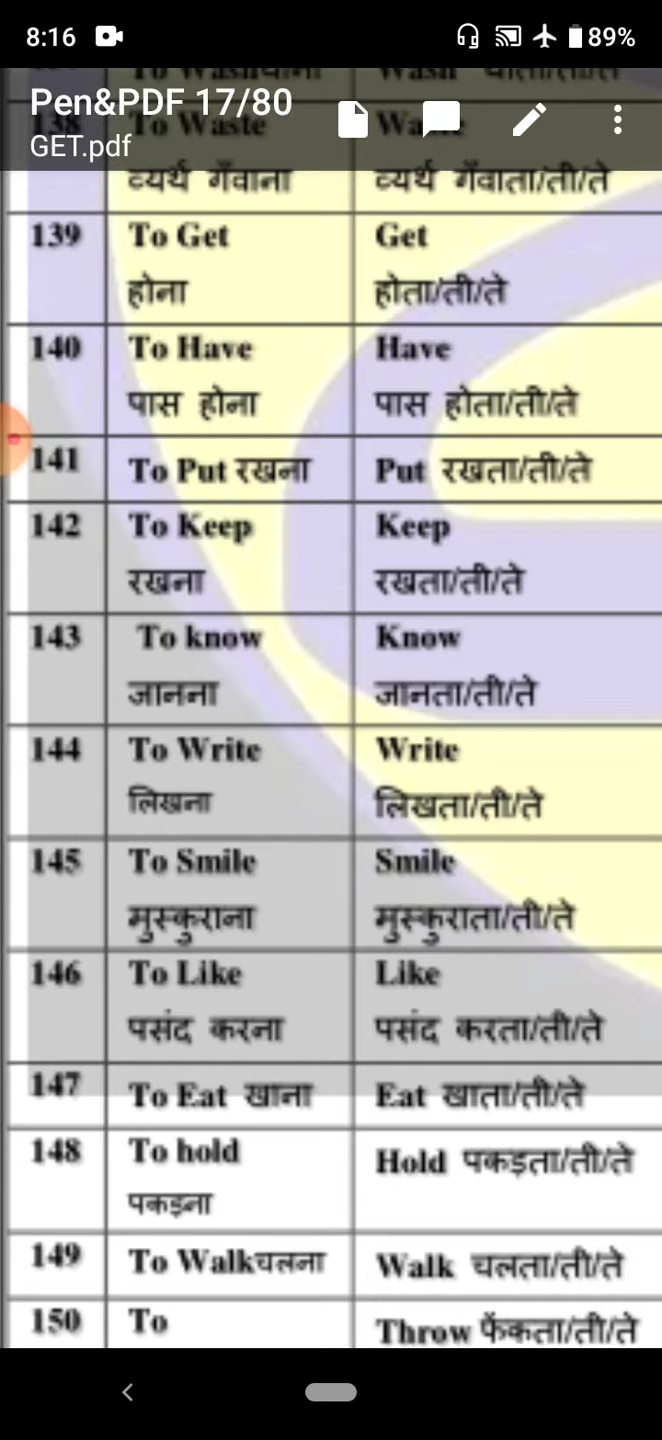 8:16 89%
Pen&PDF 17/80
GET.pdf
138 To Waste
व्यर्थ गँवाना व्यर्थ गँवाता/ती/ते
139 To Get Get
होना होता/ती/ते
140 To Have Have
पास होना पास होता/ती/ते
141 To Put रखना Put रखता/ती/ते
142 To Keep Keep
रखना रखता/ती/ते
143 To know Know
जानना जानता/ती/ते
144 To Write Write
लिखना लिखता/ती/ते
145 To Smile Smile
मुस्कुराना मुस्कुराता/ती/ते
146 To Like Like
पसंद करना पसंद करता/ती/ते
147 To Eat खाना Eat खाता/ती/ते
148 To hold Hold पकड़ता/ती/ते
पकड़ना
149 To Walkचलना Walk चलता/ती/ते
150 To Throw फेंकता/ती/ते